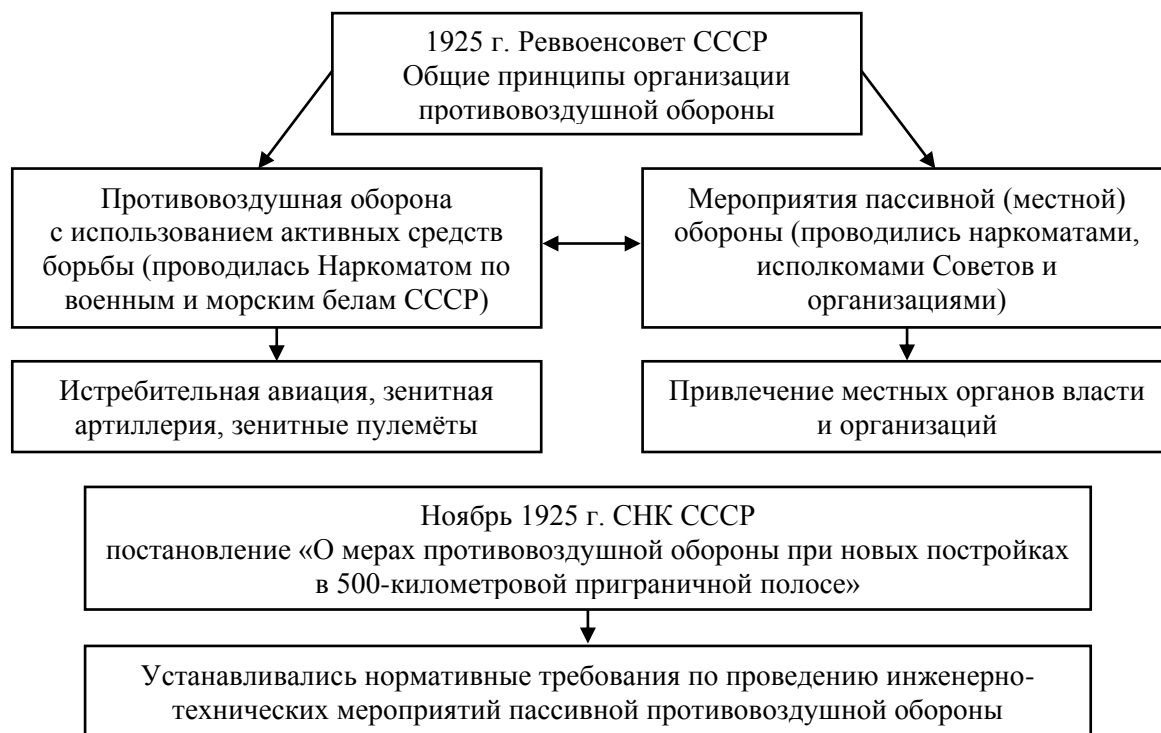 1925 г. Реввоенсовет СССР
Общие принципы организации
противовоздушной обороны
Противовоздушная оборона
с использованием активных средств
борьбы (проводилась Наркоматом по
военным и морским белам СССР)
Мероприятия пассивной (местной)
обороны (проводились наркоматами,
исполкомами Советов и
организациями)
Истребительная авиация, зенитная
артиллерия, зенитные пулемёты
Привлечение местных органов власти
и организаций
Ноябрь 1925 г. СНК СССР
постановление «О мерах противовоздушной обороны при новых постройках
в 500-километровой приграничной полосе»
Устанавливались нормативные требования по проведению инженерно-
технических мероприятий пассивной противовоздушной обороны